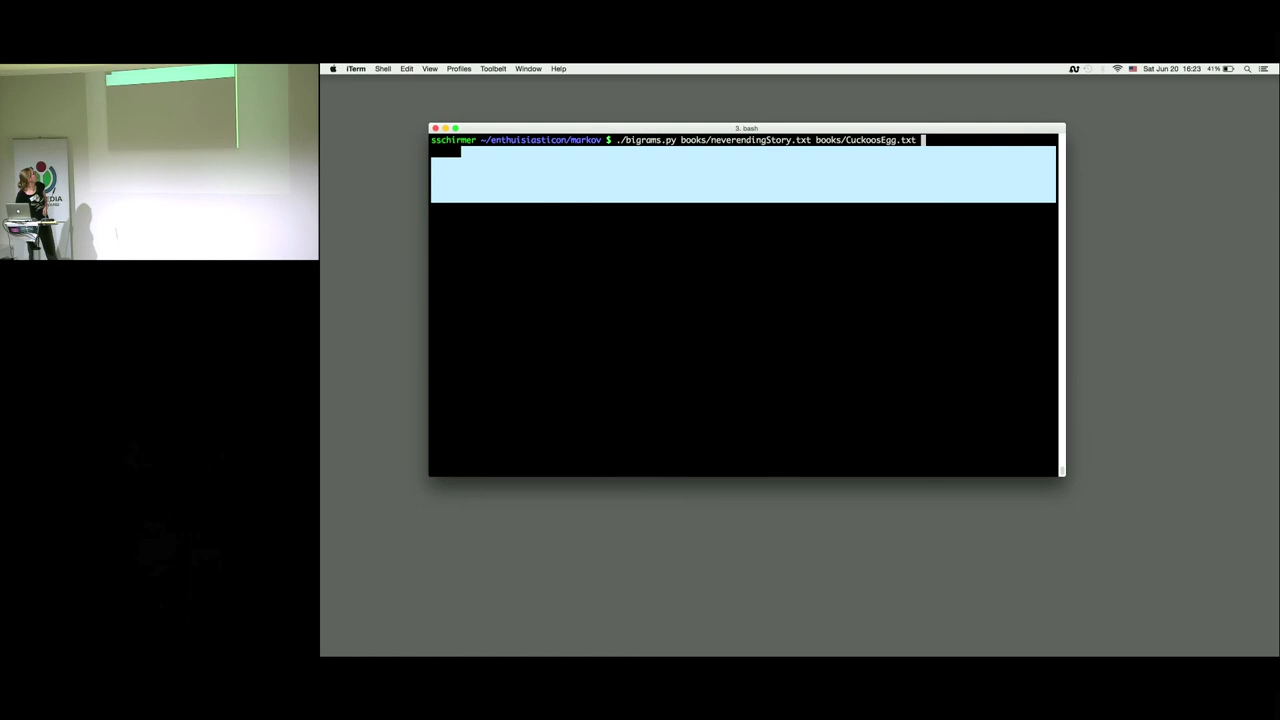 iTerm Shell Edit View Profiles Toolbelt Window Help Sat Jun 20 16:23 41%
3. bash
sschirmer ~/enthuisiasticon/markov $ ./bigrams.py books/neverendingStory.txt books/CuckoosEgg.txt